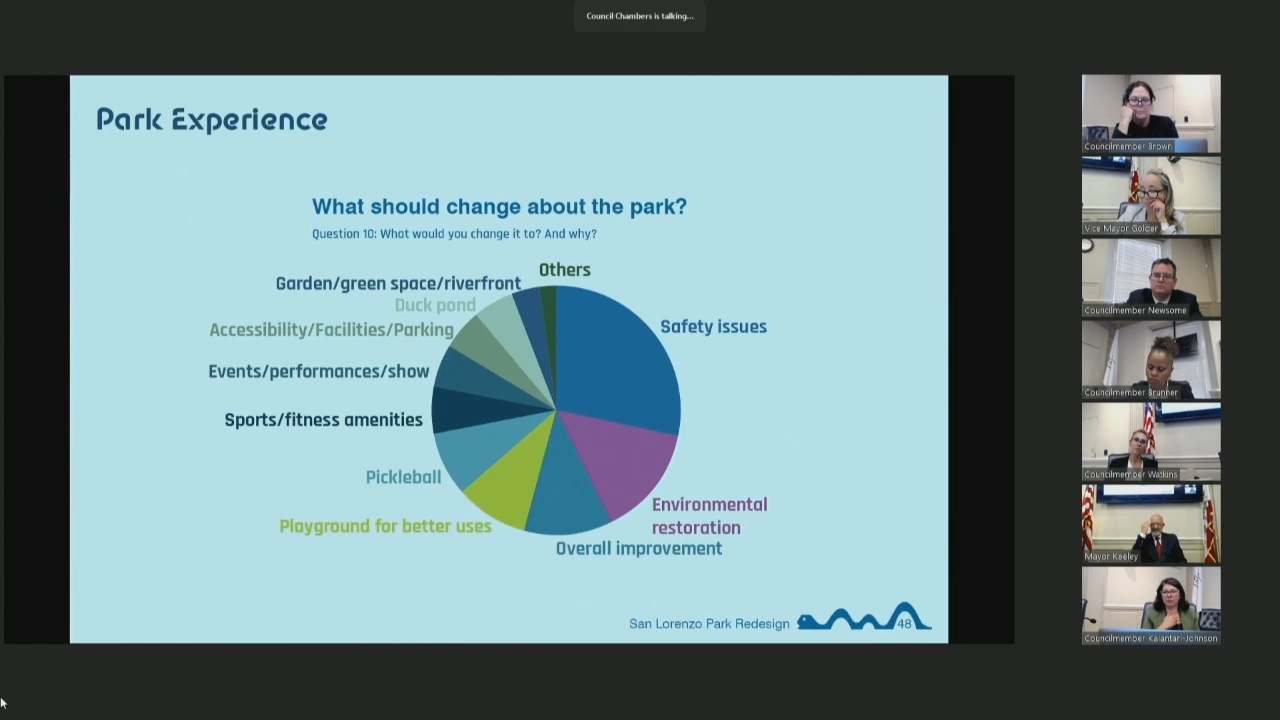 Council Chambers is talking...
Park Experience
What should change about the park?
Question 10: What would you change it to? And why?
Others
Garden/green space/riverfront
Duck pond
Accessibility/Facilities/Parking
Safety issues
Events/performances/show
Sports/fitness amenities
Pickleball
Environmental
restoration
Playground for better uses
Overall improvement
San Lorenzo Park Redesign
48
Councilmember Brown
Vice Mayor Golder
Councilmember Newsome
Councilmember Brunner
Councilmember Watkins
Mayor Keeley
Councilmember Kalantari-Johnson